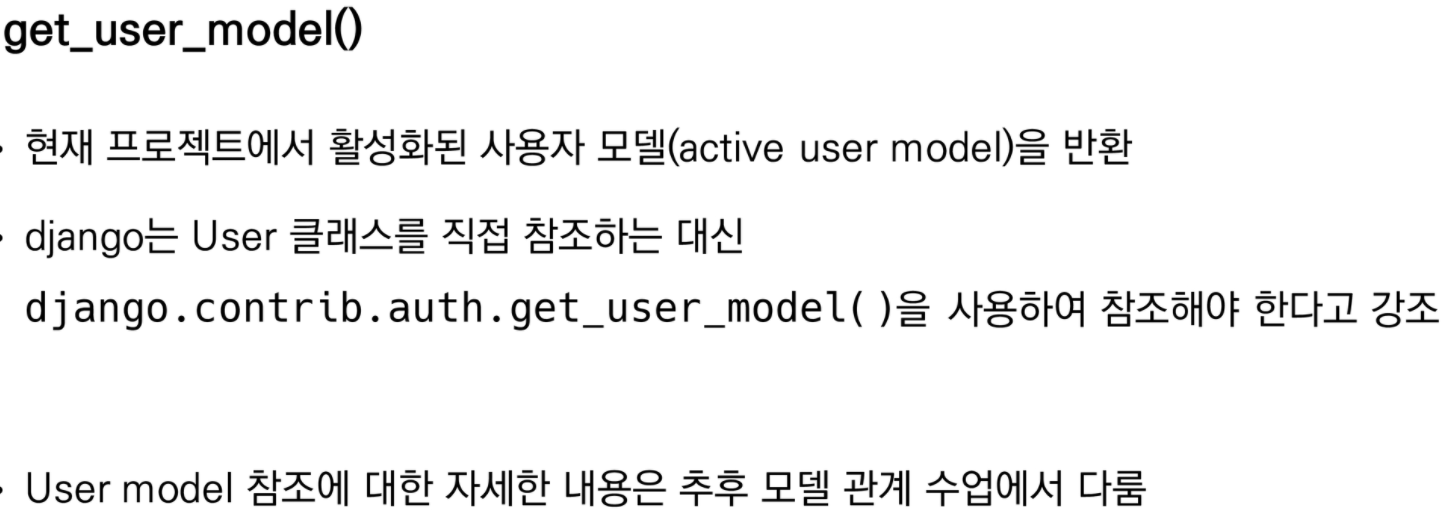 get_user_model()
• 현재 프로젝트에서 활성화된 사용자 모델(active user model)을 반환
• django는 User 클래스를 직접 참조하는 대신
django.contrib.auth.get_user_model()을 사용하여 참조해야 한다고 강조
• User model 참조에 대한 자세한 내용은 추후 모델 관계 수업에서 다룸